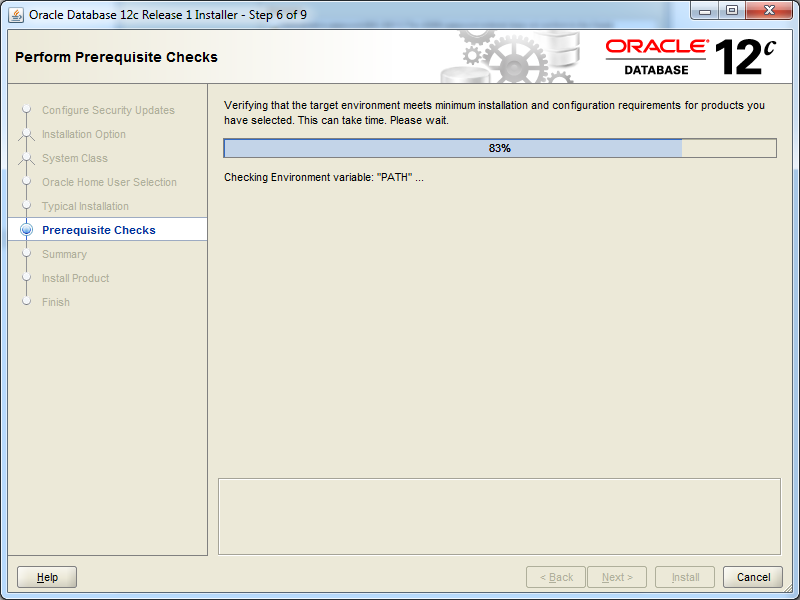 Oracle Database 12c Release 1 Installer - Step 6 of 9
Perform Prerequisite Checks
ORACLE®
DATABASE
12c
Configure Security Updates
Installation Option
System Class
Oracle Home User Selection
Typical Installation
Prerequisite Checks
Summary
Install Product
Finish
Verifying that the target environment meets minimum installation and configuration requirements for products you
have selected. This can take time. Please wait.
83%
Checking Environment variable: "PATH" ...
Help
< Back
Next >
Install
Cancel